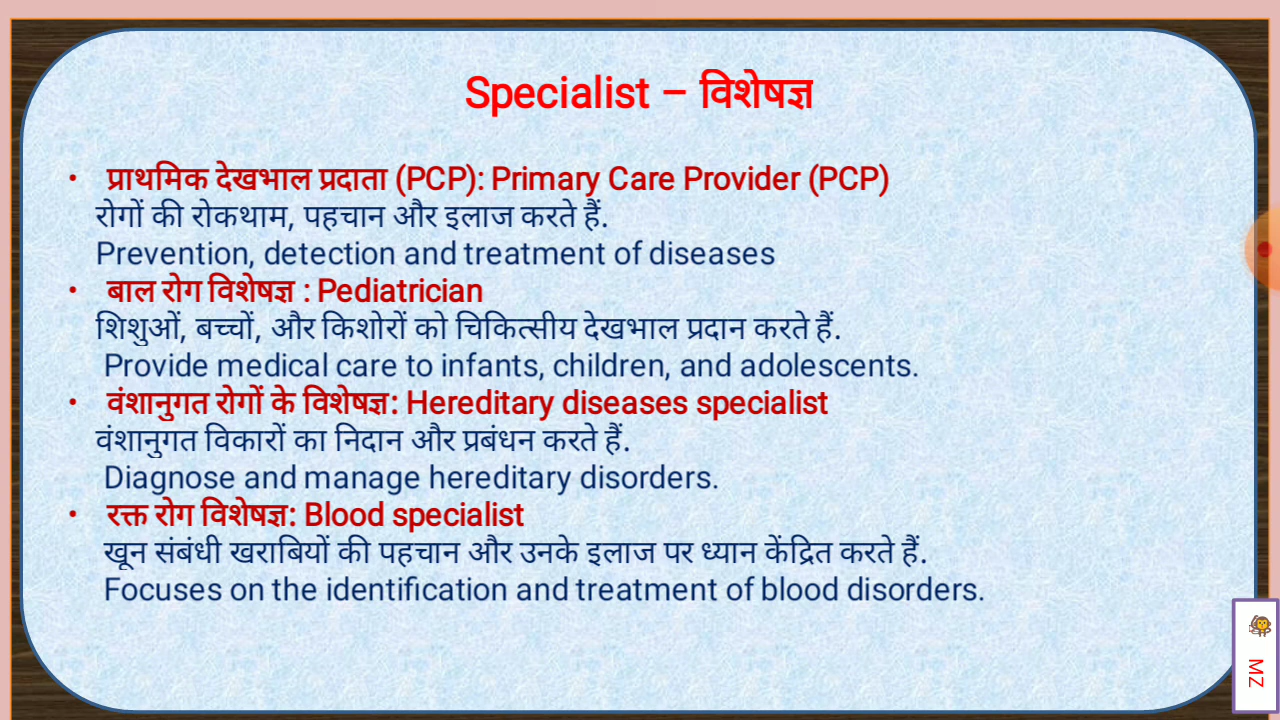 Specialist – विशेषज्ञ
• प्राथमिक देखभाल प्रदाता (PCP): Primary Care Provider (PCP)
रोगों की रोकथाम, पहचान और इलाज करते हैं.
Prevention, detection and treatment of diseases
• बाल रोग विशेषज्ञ : Pediatrician
शिशुओं, बच्चों, और किशोरों को चिकित्सीय देखभाल प्रदान करते हैं.
Provide medical care to infants, children, and adolescents.
• वंशानुगत रोगों के विशेषज्ञ: Hereditary diseases specialist
वंशानुगत विकारों का निदान और प्रबंधन करते हैं.
Diagnose and manage hereditary disorders.
• रक्त रोग विशेषज्ञ: Blood specialist
खून संबंधी खराबियों की पहचान और उनके इलाज पर ध्यान केंद्रित करते हैं.
Focuses on the identification and treatment of blood disorders.
MZ